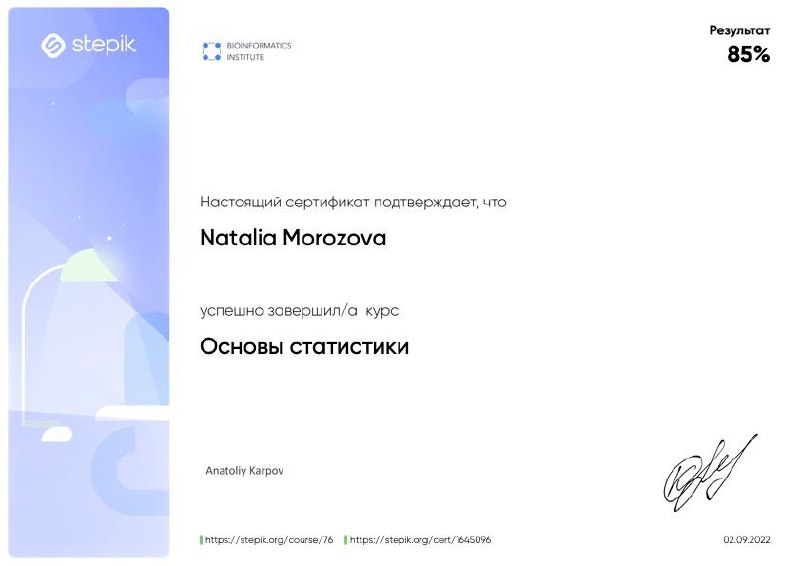 stepik
BIOINFORMATICS
INSTITUTE
Результат
85%
Настоящий сертификат подтверждает, что
Natalia Morozova
успешно завершил/а курс
Основы статистики
Anatoliy Karpov
https://stepik.org/course/76
https://stepik.org/cert/1645096
02.09.2022